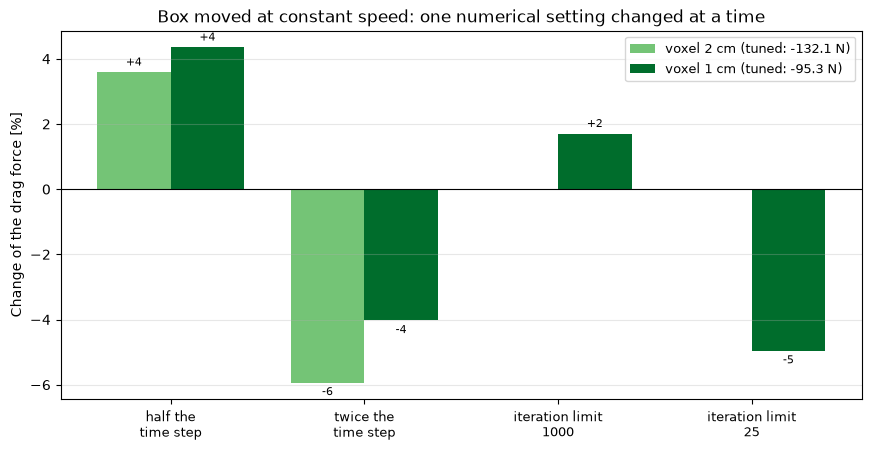 Box moved at constant speed: one numerical setting changed at a time
Change of the drag force [%]
voxel 2 cm (tuned: -132.1 N)
voxel 1 cm (tuned: -95.3 N)
4
2
0
−2
−4
−6
+4
+4
-6
-4
+2
-5
half the
time step
twice the
time step
iteration limit
1000
iteration limit
25